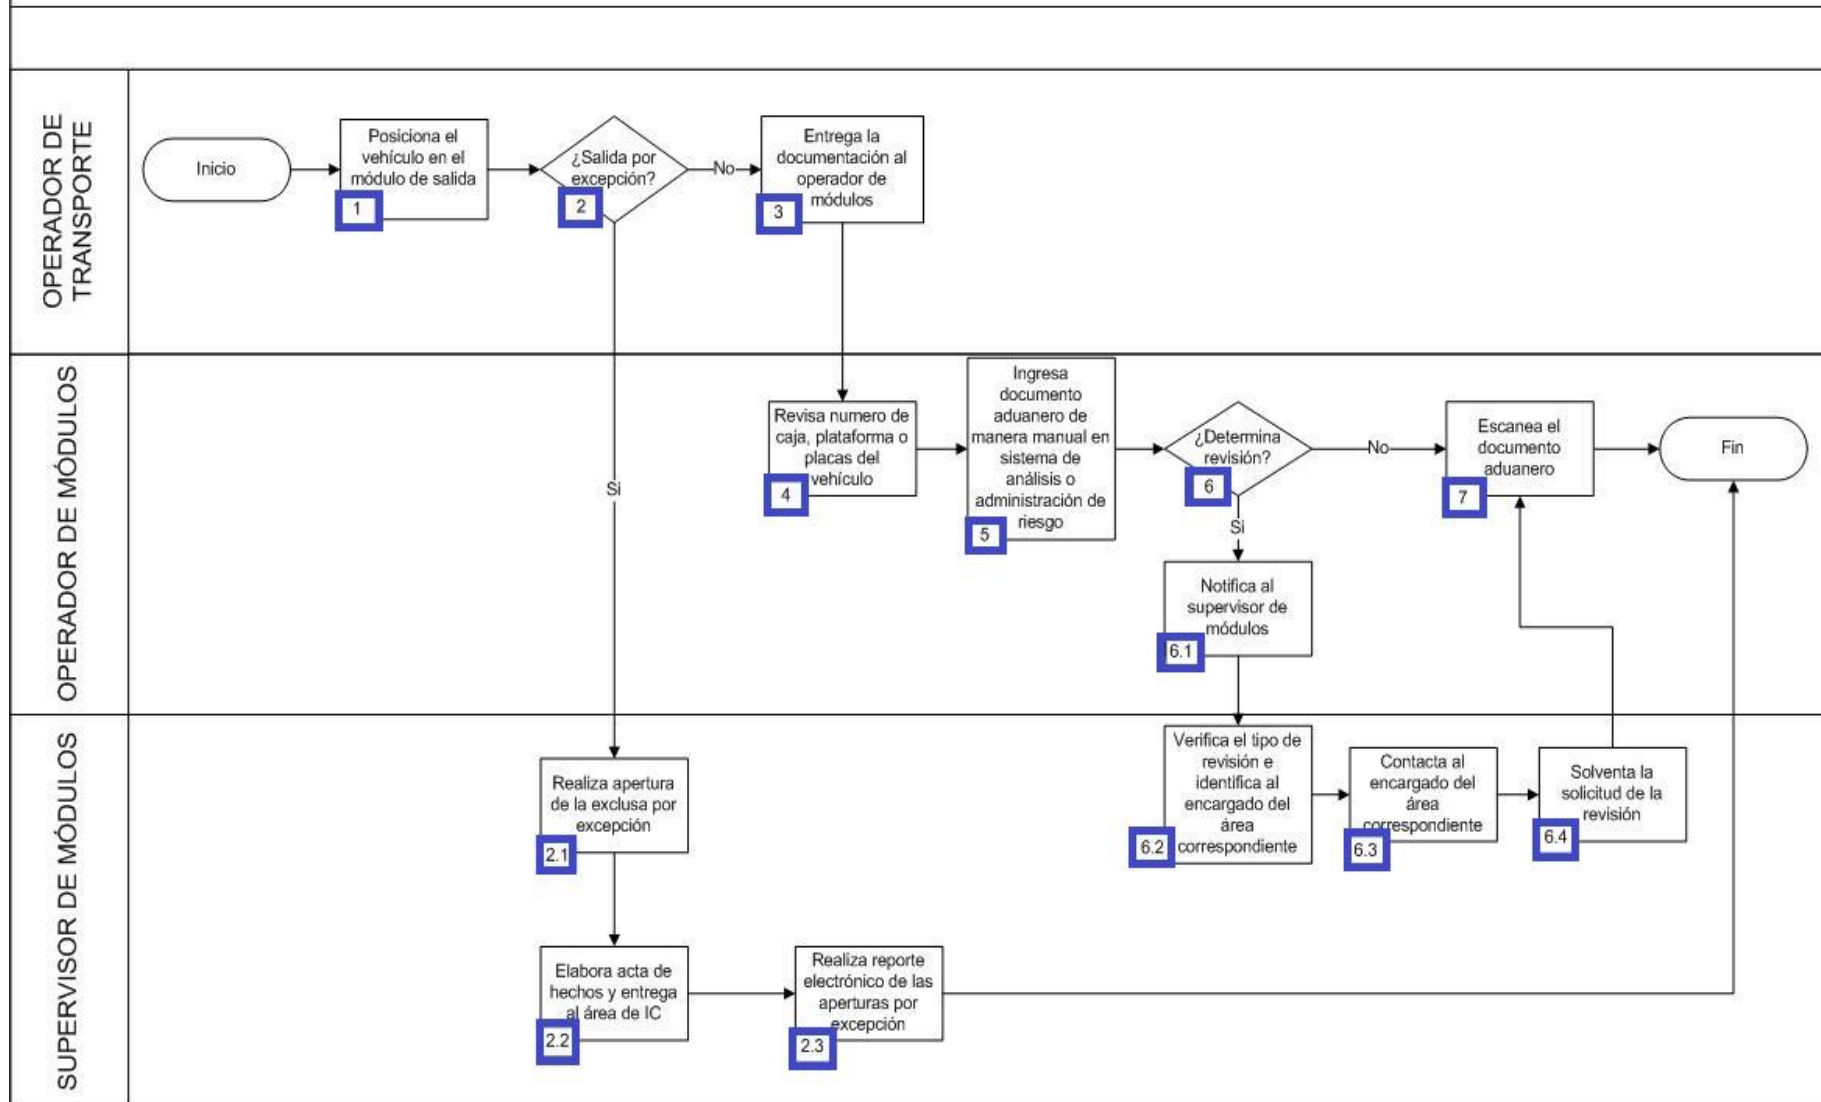 OPERADOR DE
TRANSPORTE
Inicio
Posiciona el
vehículo en el
módulo de salida
1
¿Salida por
excepción?
2
No
Entrega la
documentación al
operador de
módulos
3
Si
OPERADOR DE MÓDULOS
Revisa numero de
caja, plataforma o
placas del
vehículo
4
Ingresa
documento
aduanero de
manera manual en
sistema de
análisis o
administración de
riesgo
5
¿Determina
revisión?
6
No
Si
Escanea el
documento
aduanero
7
Fin
Notifica al
supervisor de
módulos
6.1
SUPERVISOR DE MÓDULOS
Realiza apertura
de la exclusa por
excepción
2.1
Verifica el tipo de
revisión e
identifica al
encargado del
área
correspondiente
6.2
Contacta al
encargado del
área
correspondiente
6.3
Solventa la
solicitud de la
revisión
6.4
Elabora acta de
hechos y entrega
al área de IC
2.2
Realiza reporte
electrónico de las
aperturas por
excepción
2.3